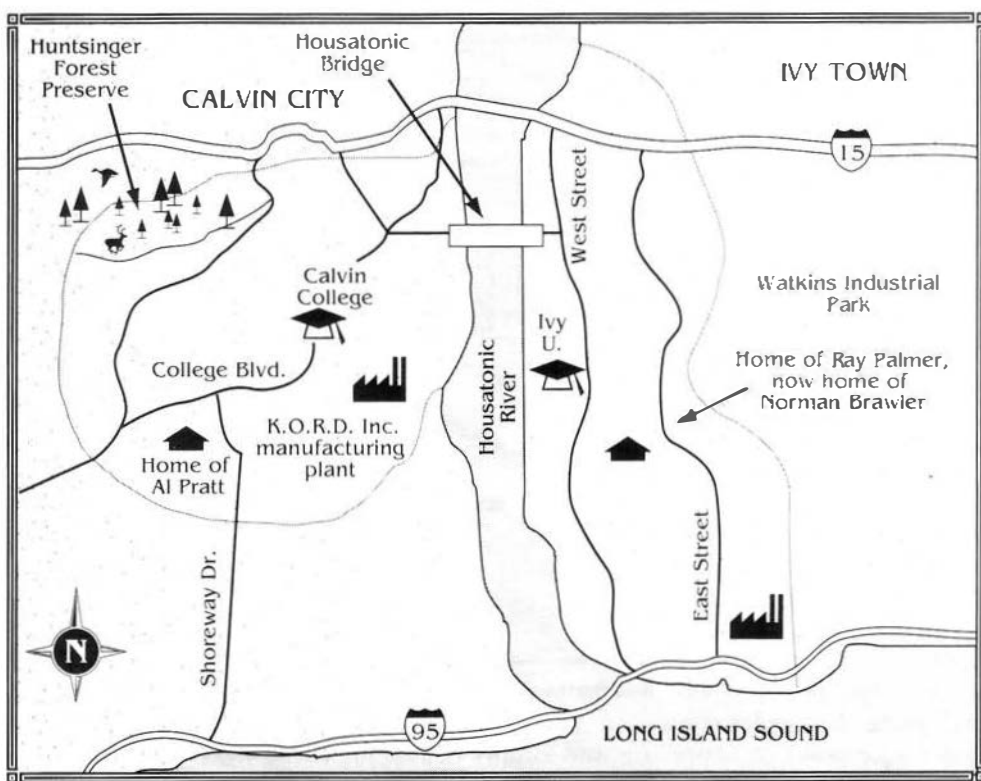 Huntsinger
Forest
Preserve
Housatonic
Bridge
IVY TOWN
CALVIN CITY
15
West Street
Calvin
College
Watkins Industrial
Park
Ivy
U.
Housatonic
River
College Blvd.
Home of Ray Palmer,
now home of
Norman Brawler
K.O.R.D. Inc.
manufacturing
plant
Home of
Al Pratt
Shoreway Dr.
East Street
N
95
LONG ISLAND SOUND